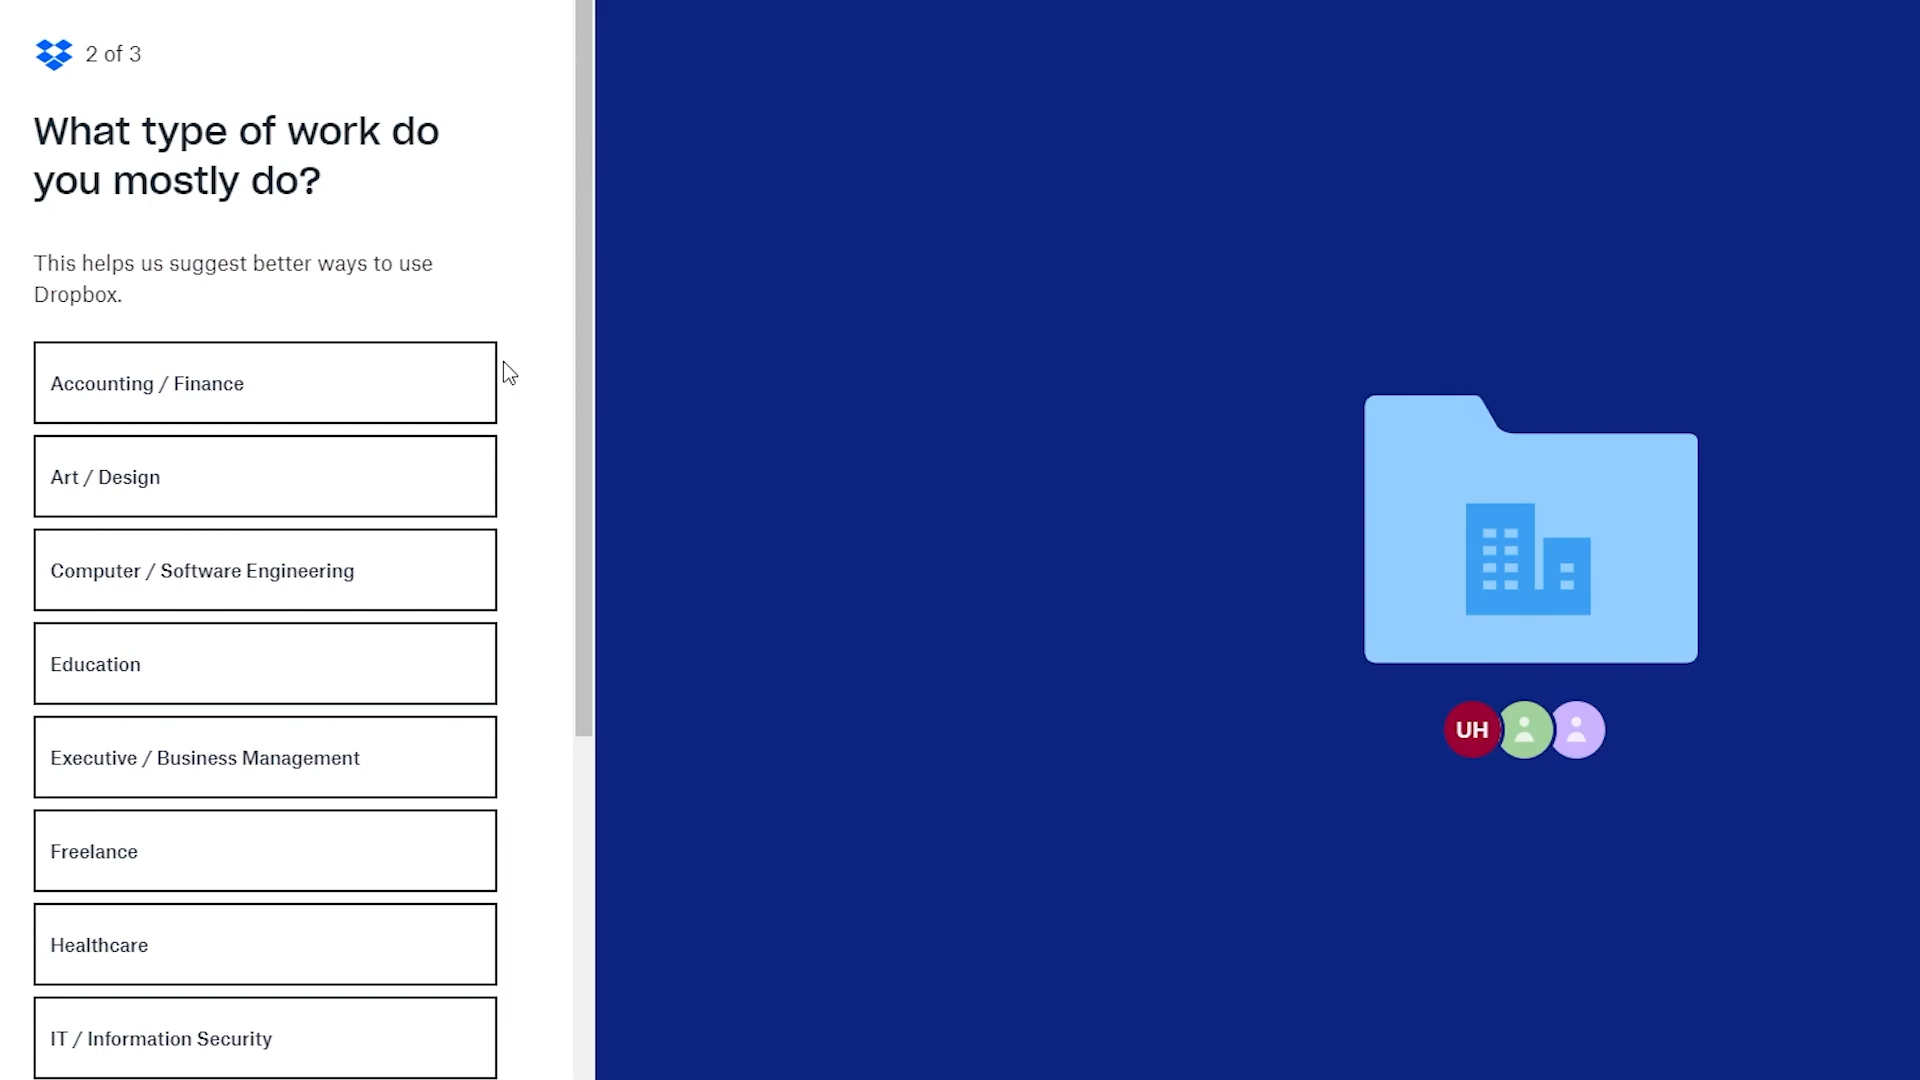 2 of 3
What type of work do
you mostly do?
This helps us suggest better ways to use
Dropbox.
Accounting / Finance
Art / Design
Computer / Software Engineering
Education
Executive / Business Management
Freelance
Healthcare
IT / Information Security
UH